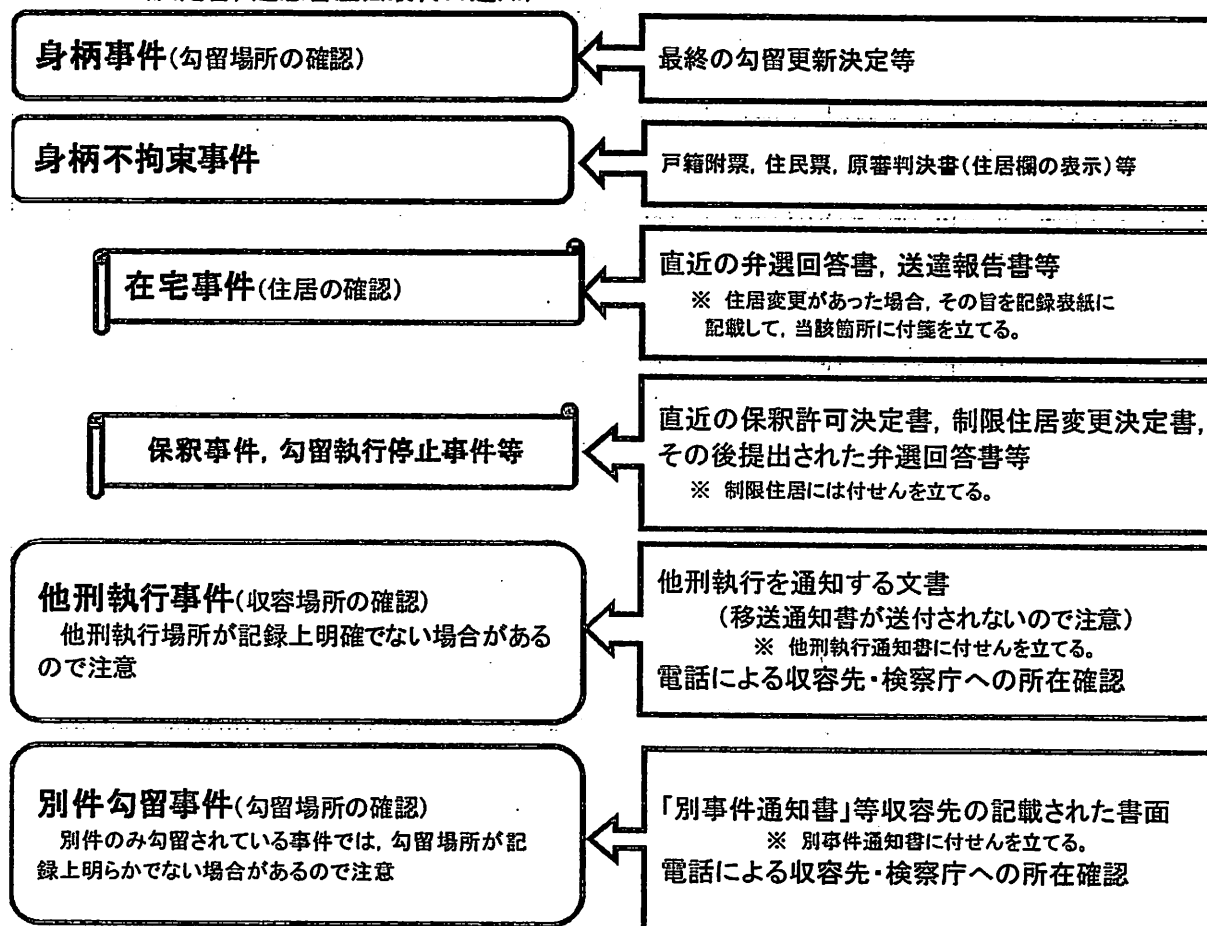 身柄事件(勾留場所の確認)
最終の勾留更新決定等
身柄不拘束事件
戸籍附票，住民票，原審判決書(住居欄の表示)等
在宅事件(住居の確認)
直近の弁選回答書，送達報告書等
※ 住居変更があった場合，その旨を記録表紙に
記載して，当該箇所に付箋を立てる。
保釈事件，勾留執行停止事件等
直近の保釈許可決定書，制限住居変更決定書，
その後提出された弁選回答書等
※ 制限住居には付せんを立てる。
他刑執行事件(収容場所の確認)
他刑執行場所が記録上明確でない場合がある
ので注意
他刑執行を通知する文書
(移送通知書が送付されないので注意)
※ 他刑執行通知書に付せんを立てる。
電話による収容先・検察庁への所在確認
別件勾留事件(勾留場所の確認)
別件のみ勾留されている事件では，勾留場所が記
録上明らかでない場合があるので注意
「別事件通知書」等収容先の記載された書面
※ 別事件通知書に付せんを立てる。
電話による収容先・検察庁への所在確認